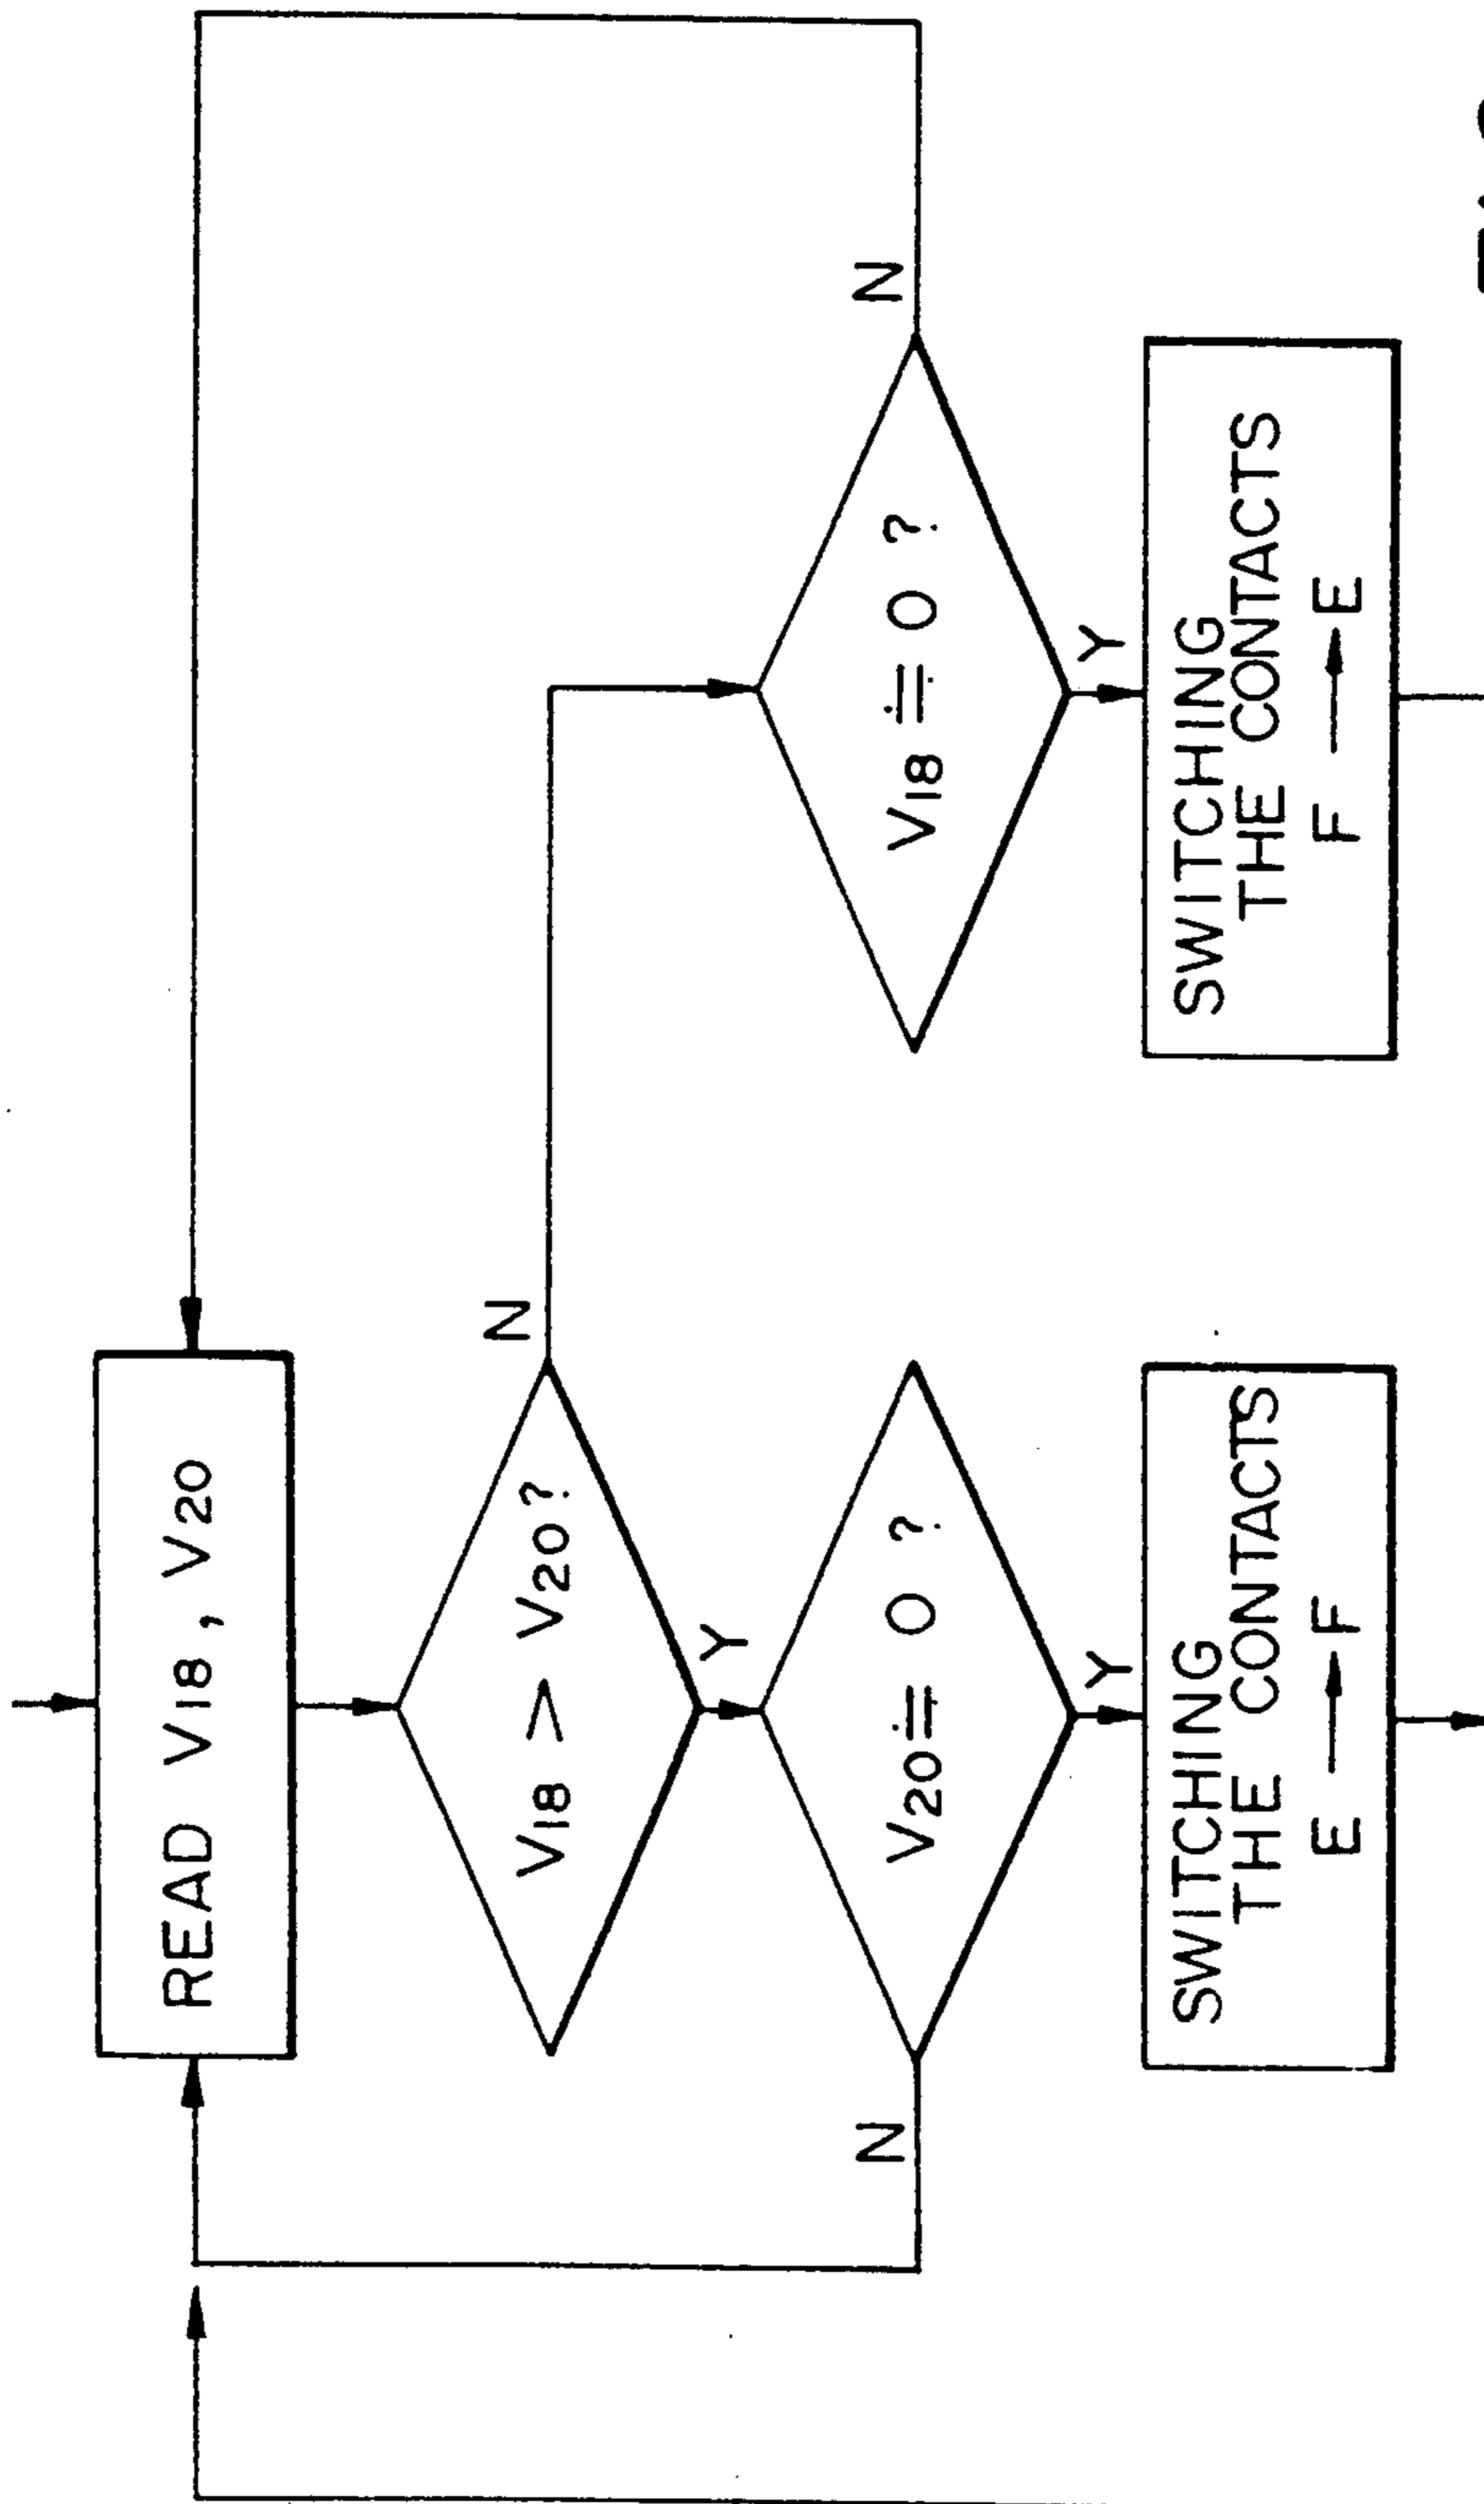 READ V18, V20
V18 > V20?
N
Y
N
V20≒ 0 ?
V18 ≒ 0 ?
N
Y
Y
SWITCHING
THE CONTACTS
E → F
SWITCHING
THE CONTACTS
F → E